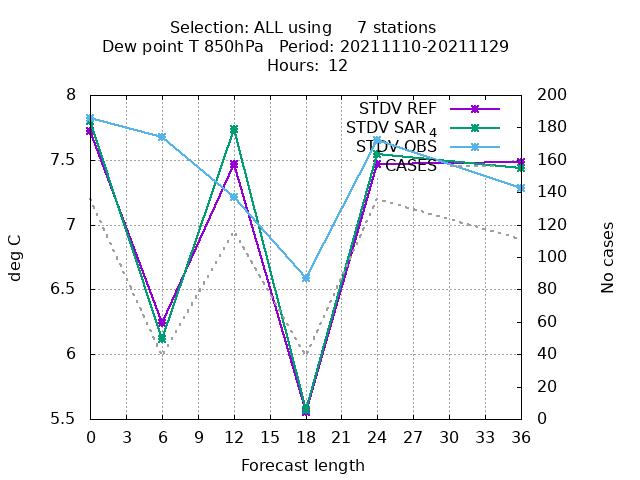 Selection: ALL using     7 stations
Dew point T 850hPa   Period: 20211110-20211129
Hours:  12
STDV REF
STDV SAR 4
STDV OBS
CASES
8
7.5
7
6.5
6
5.5
200
180
160
140
120
100
80
60
40
20
0
deg C
No cases
0 3 6 9 12 15 18 21 24 27 30 33 36
Forecast length